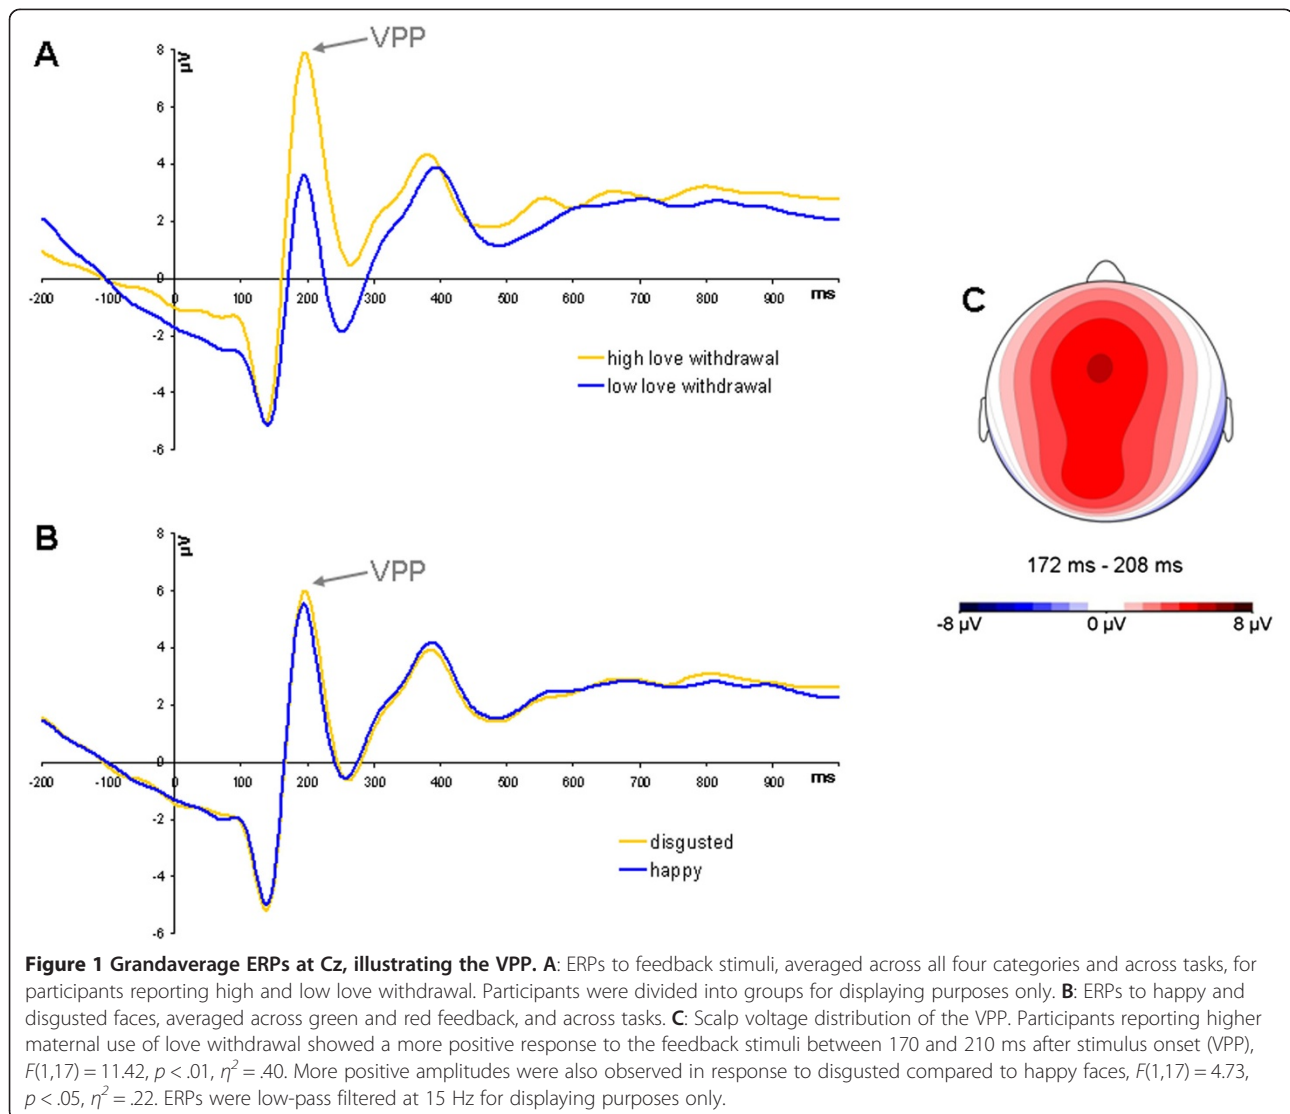 A
VPP
8
µV
6
4
2
0
-200 -100 0 100 200 300 400 500 600 700 800 900 ms
-2
-4
-6
high love withdrawal
low love withdrawal
B
VPP
8
µV
6
4
2
0
-200 -100 0 100 200 300 400 500 600 700 800 900 ms
-2
-4
-6
disgusted
happy
C
172 ms - 208 ms
-8 µV 0 µV 8 µV
Figure 1 Grandaverage ERPs at Cz, illustrating the VPP. A: ERPs to feedback stimuli, averaged across all four categories and across tasks, for
participants reporting high and low love withdrawal. Participants were divided into groups for displaying purposes only. B: ERPs to happy and
disgusted faces, averaged across green and red feedback, and across tasks. C: Scalp voltage distribution of the VPP. Participants reporting higher
maternal use of love withdrawal showed a more positive response to the feedback stimuli between 170 and 210 ms after stimulus onset (VPP),
F(1,17) = 11.42, p < .01, η² = .40. More positive amplitudes were also observed in response to disgusted compared to happy faces, F(1,17) = 4.73,
p < .05, η² = .22. ERPs were low-pass filtered at 15 Hz for displaying purposes only.